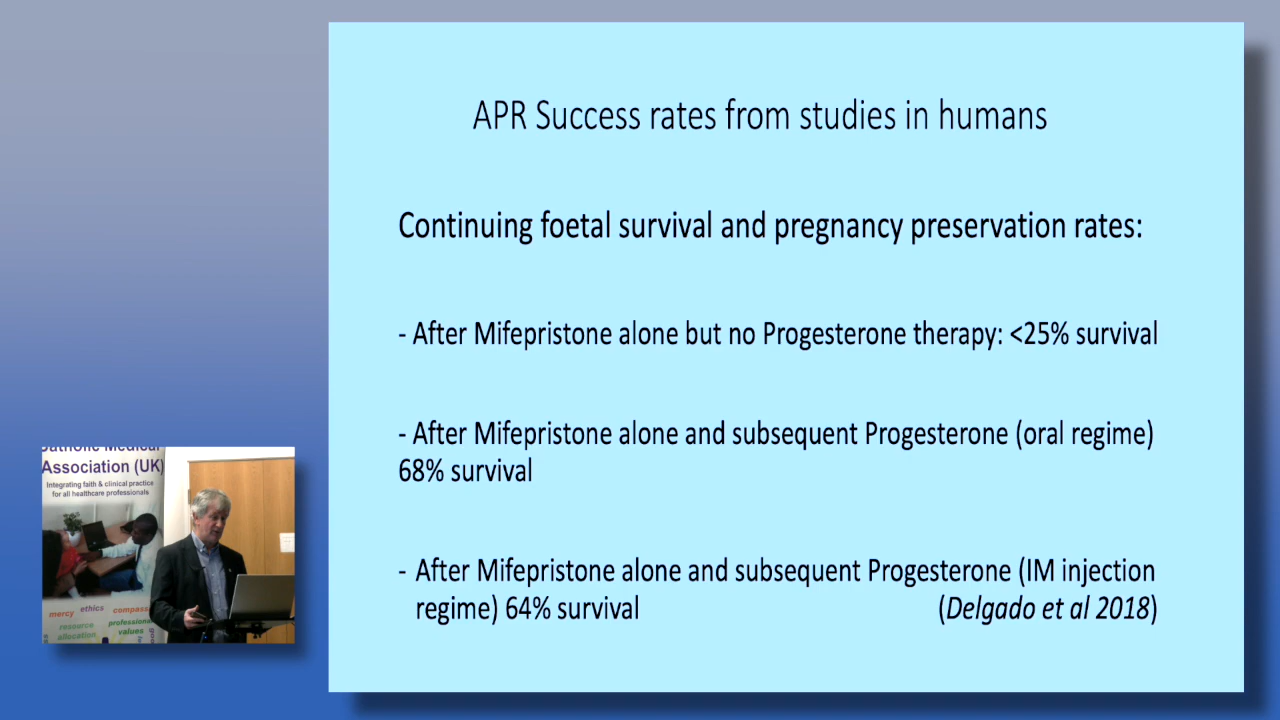 APR Success rates from studies in humans
Continuing foetal survival and pregnancy preservation rates:
- After Mifepristone alone but no Progesterone therapy: <25% survival
- After Mifepristone alone and subsequent Progesterone (oral regime)
68% survival
- After Mifepristone alone and subsequent Progesterone (IM injection
regime) 64% survival (Delgado et al 2018)
Catholic Medical
Association (UK)
Integrating faith & clinical practice
for all healthcare professionals
mercy ethics
resource
allocation
professional
values